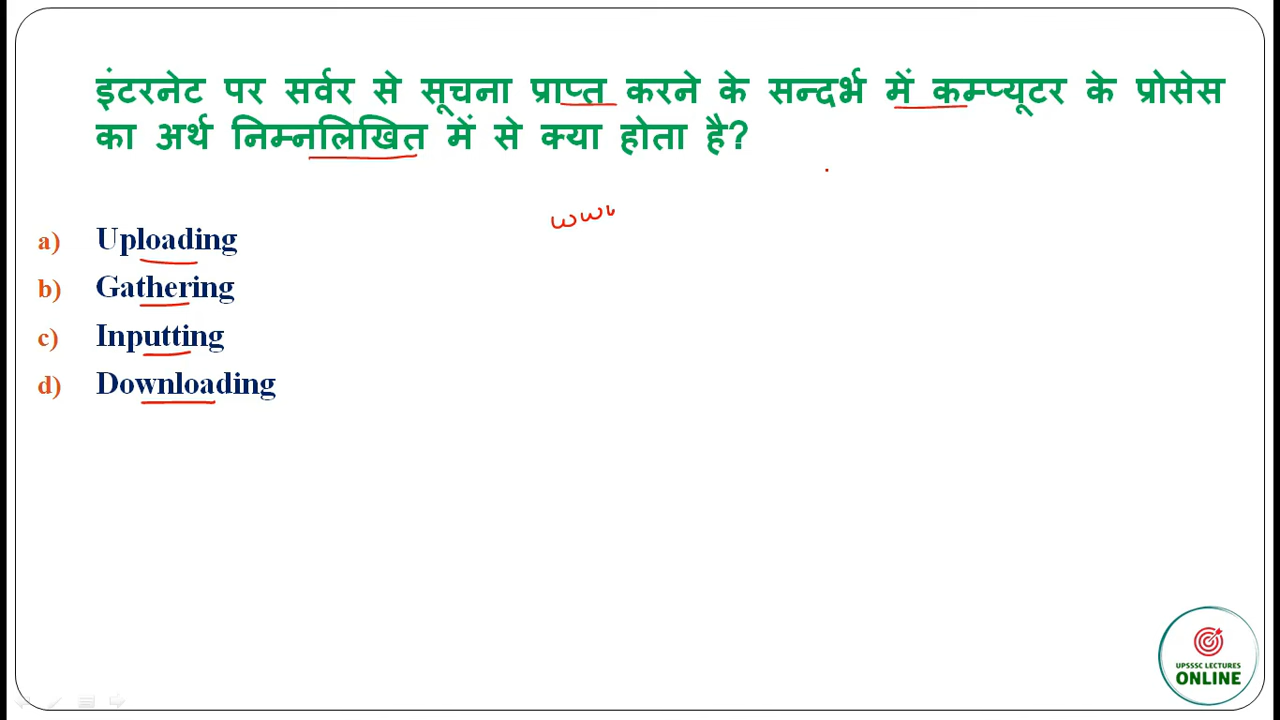 इंटरनेट पर सर्वर से सूचना प्राप्त करने के सन्दर्भ में कम्प्यूटर के प्रोसेस
का अर्थ निम्नलिखित में से क्या होता है?
www
a) Uploading
b) Gathering
c) Inputting
d) Downloading
UPSSSC LECTURES
ONLINE